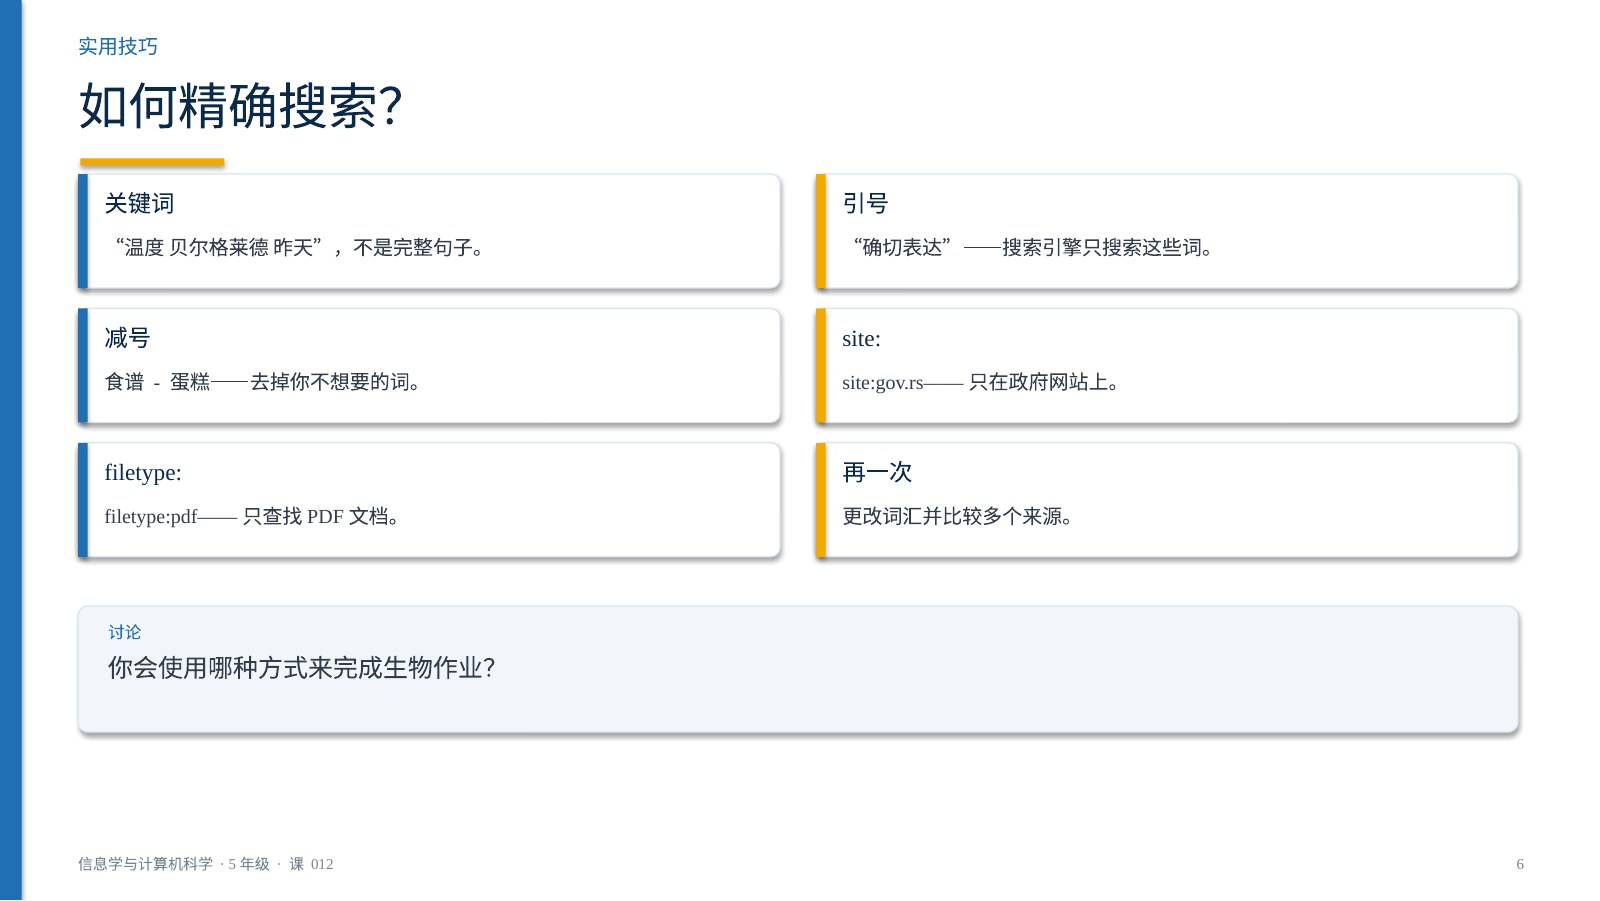 实用技巧
如何精确搜索?
关键词
“温度 贝尔格莱德 昨天”，不是完整句子。
引号
“确切表达”——搜索引擎只搜索这些词。
减号
食谱 - 蛋糕——去掉你不想要的词。
site:
site:gov.rs—— 只在政府网站上。
filetype:
filetype:pdf—— 只查找 PDF 文档。
再一次
更改词汇并比较多个来源。
讨论
你会使用哪种方式来完成生物作业?
信息学与计算机科学 · 5 年级 · 课 012
6